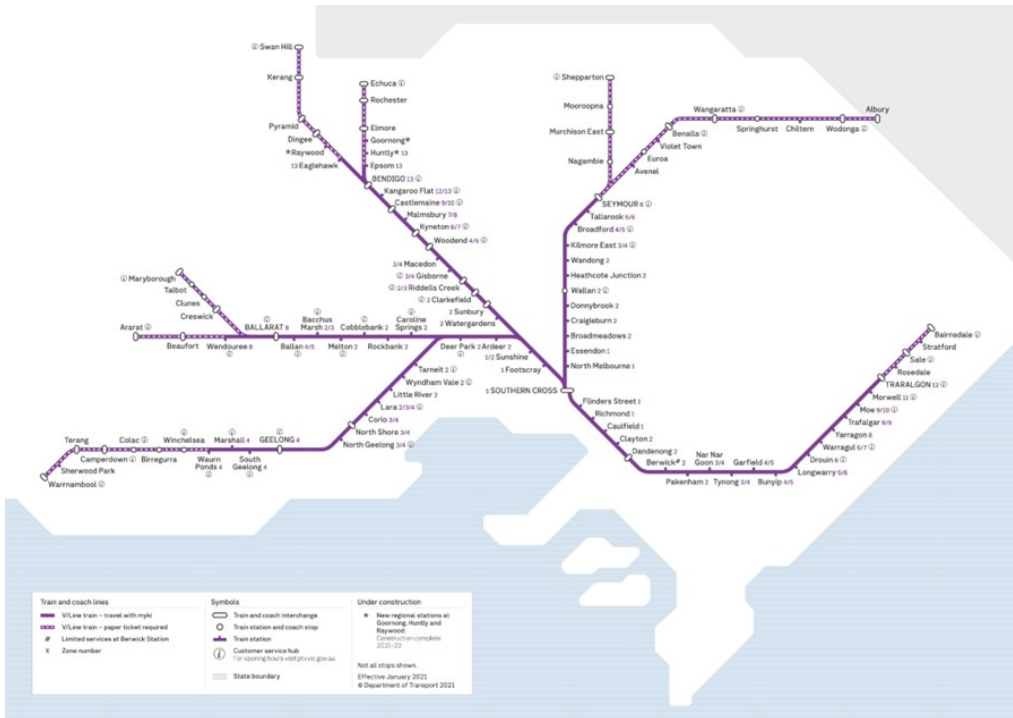 ⓘ Swan Hill
Kerang
Pyramid
Dingee
*Raywood
13 Eaglehawk
Echuca ⓘ
Rochester
Elmore
Goornong*
Huntly* 13
Epsom 13
BENDIGO 13 ⓘ
Kangaroo Flat 12/13 ⓘ
Castlemaine 9/10 ⓘ
Malmsbury 7/8
Kyneton 6/7 ⓘ
Woodend 4/5 ⓘ
3/4 Macedon
ⓘ 3/4 Gisborne
ⓘ 2/3 Riddells Creek
ⓘ 2 Clarkefield
2 Sunbury
2 Watergardens
ⓘ Shepparton
Mooroopna
Murchison East
Nagambie
Albury
Wodonga ⓘ
Chiltern
Springhurst
Wangaratta ⓘ
Benalla ⓘ
Violet Town
Euroa
Avenel
SEYMOUR 6 ⓘ
Tallarook 5/6
Broadford 4/5 ⓘ
Kilmore East 3/4 ⓘ
Wandong 2
Heathcote Junction 2
Wallan 2 ⓘ
Donnybrook 2
Craigieburn 2
Broadmeadows 2
Essendon 1
North Melbourne 1
ⓘ Maryborough
Talbot
Clunes
Creswick
Ararat ⓘ
Beaufort
Wendouree 8
ⓘ
ⓘ
BALLARAT 8
Ballan 4/5
ⓘ
ⓘ
Bacchus
Marsh 2/3
Melton 2
ⓘ
ⓘ
Cobblebank 2
Rockbank 2
ⓘ
Caroline
Springs 2
Deer Park 2
ⓘ
Ardeer 2
1/2 Sunshine
1 Footscray
1 SOUTHERN CROSS
Tarneit 2 ⓘ
Wyndham Vale 2 ⓘ
Little River 2
Lara 2/3/4 ⓘ
Corio 3/4
North Shore 3/4
North Geelong 3/4 ⓘ
ⓘ
GEELONG 4
South
Geelong 4
ⓘ
ⓘ
Marshall 4
Waurn
Ponds 4
ⓘ
ⓘ
Winchelsea
Birregurra
Colac ⓘ
Camperdown ⓘ
Terang
Sherwood Park
Warrnambool ⓘ
Flinders Street 1
Richmond 1
Caulfield 1
Clayton 2
Dandenong 2
Berwick# 2
Pakenham 2
Nar Nar
Goon 3/4
Tynong 3/4
Garfield 4/5
Bunyip 4/5
Longwarry 5/6
Drouin 6 ⓘ
Warragul 6/7 ⓘ
Yarragon 8
Trafalgar 8/9
Moe 9/10 ⓘ
Morwell 11 ⓘ
TRARALGON 12 ⓘ
Rosedale
Sale ⓘ
Stratford
Bairnsdale ⓘ
Train and coach lines
V/Line train – travel with myki
V/Line train – paper ticket required
# Limited services at Berwick Station
X Zone number
Symbols
Train and coach interchange
Train station and coach stop
Train station
ⓘ Customer service hub
For opening hours visit ptv.vic.gov.au
State boundary
Under construction
* New regional stations at
Goornong, Huntly and
Raywood:
Construction complete
2021–22
Not all stops shown.
Effective January 2021
© Department of Transport 2021